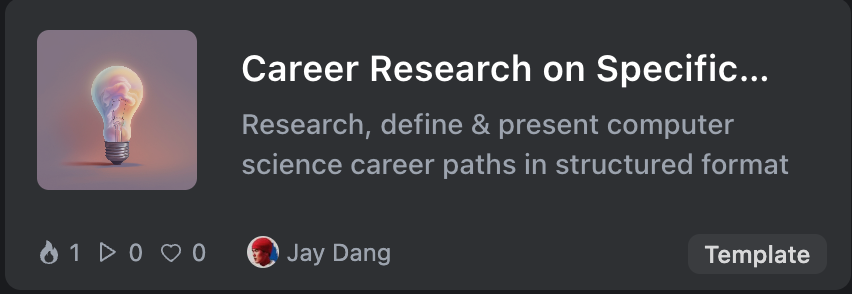 Career Research on Specific...
Research, define & present computer
science career paths in structured format
1 0 0 Jay Dang Template